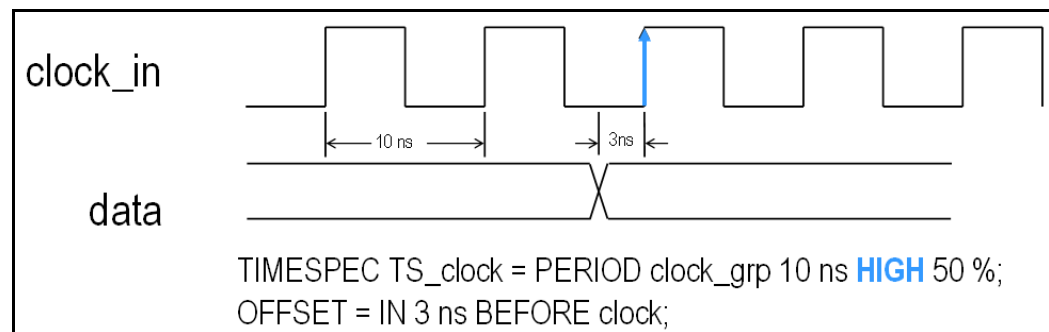 clock_in
10 ns
3ns
data
TIMESPEC TS_clock = PERIOD clock_grp 10 ns HIGH 50 %;
OFFSET = IN 3 ns BEFORE clock;